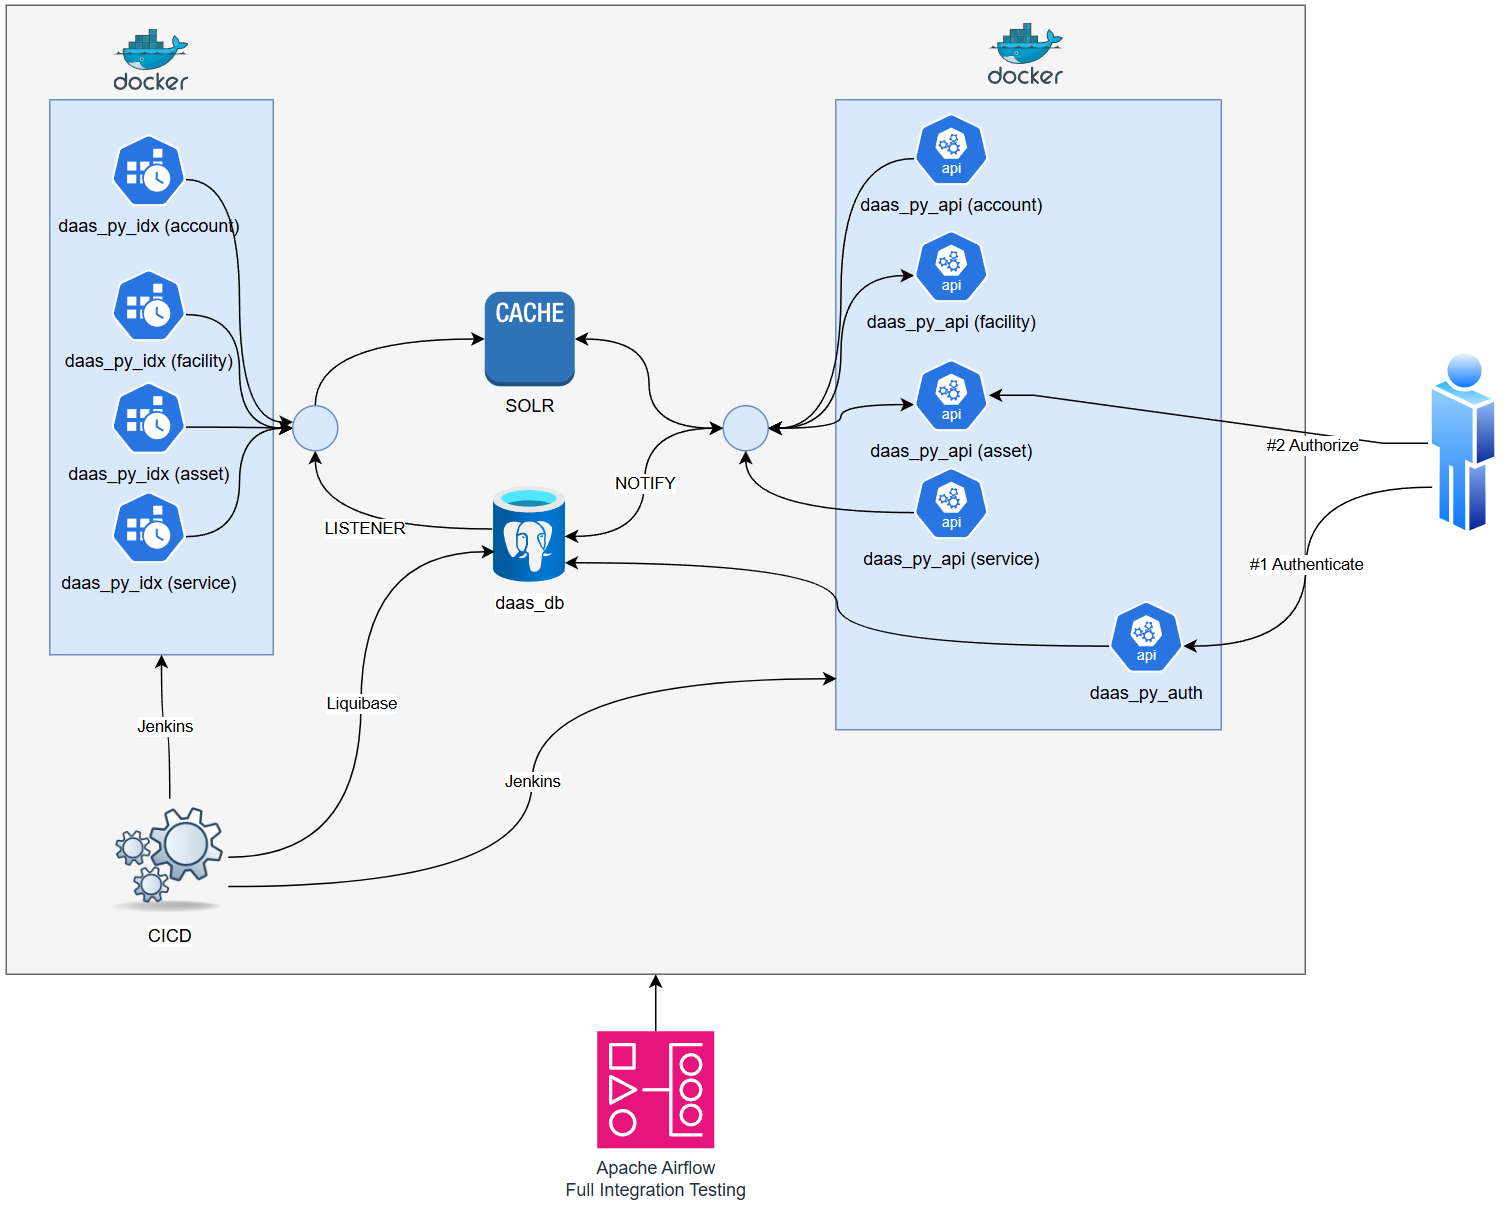 docker
docker
daas_py_idx (account)
daas_py_idx (facility)
daas_py_idx (asset)
daas_py_idx (service)
CACHE
SOLR
LISTENER
NOTIFY
daas_db
api
daas_py_api (account)
api
daas_py_api (facility)
api
daas_py_api (asset)
api
daas_py_api (service)
api
daas_py_auth
#2 Authorize
#1 Authenticate
Jenkins
Liquibase
Jenkins
CICD
Apache Airflow
Full Integration Testing